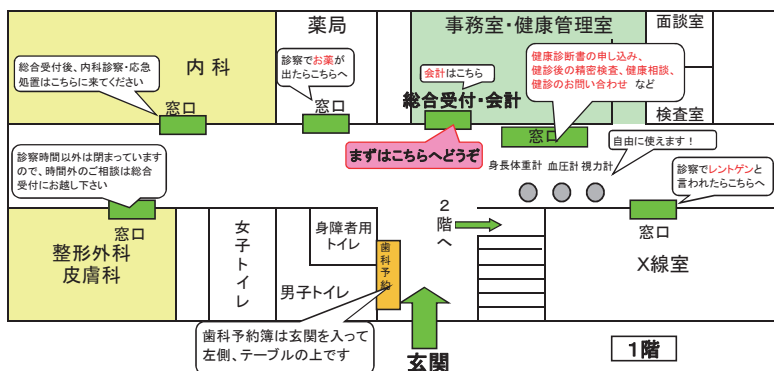 薬局
事務室・健康管理室
面談室
総合受付後、内科診察・応急
処置はこちらに来てください
内科
診察でお薬が
出たらこちらへ
会計はこちら
健康診断書の申し込み、
健診後の精密検査、健康相談、
健診のお問い合わせ など
窓口
窓口
総合受付・会計
窓口
検査室
まずはこちらへどうぞ
自由に使えます！
診察時間以外は閉まっています
ので、時間外のご相談は総合
受付にお越し下さい
身長体重計 血圧計 視力計
診察でレントゲンと
言われたらこちらへ
窓口
整形外科
皮膚科
女子トイレ
身障者用
トイレ
男子トイレ
歯科予約
２階へ
窓口
X線室
歯科予約簿は玄関を入って
左側、テーブルの上です
玄関
1階